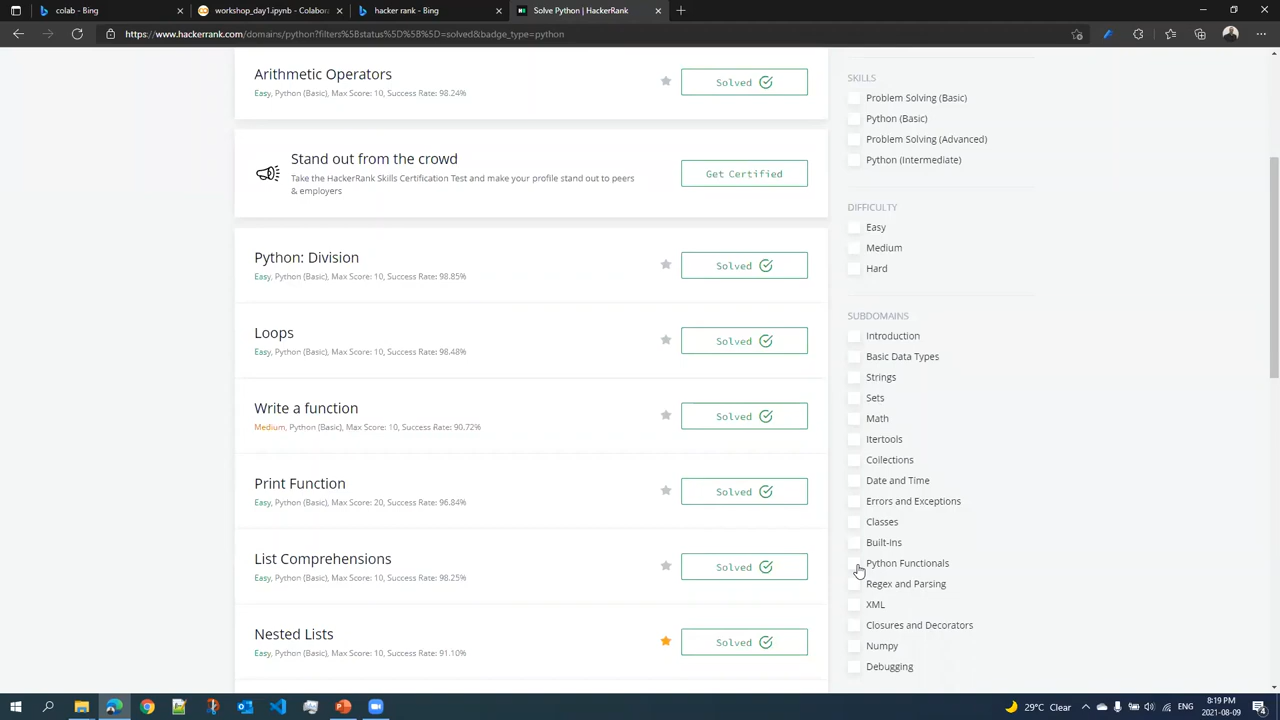 colab - Bing
workshop_day1.ipynb - Colabora
hacker rank - Bing
Solve Python | HackerRank
https://www.hackerrank.com/domains/python?filters%5Bstatus%5D%5B%5D=solved&badge_type=python
Arithmetic Operators
Easy, Python (Basic), Max Score: 10, Success Rate: 98.24%
Solved
Stand out from the crowd
Take the HackerRank Skills Certification Test and make your profile stand out to peers
& employers
Get Certified
Python: Division
Easy, Python (Basic), Max Score: 10, Success Rate: 98.85%
Solved
Loops
Easy, Python (Basic), Max Score: 10, Success Rate: 98.48%
Solved
Write a function
Medium, Python (Basic), Max Score: 10, Success Rate: 90.72%
Solved
Print Function
Easy, Python (Basic), Max Score: 20, Success Rate: 96.84%
Solved
List Comprehensions
Easy, Python (Basic), Max Score: 10, Success Rate: 98.25%
Solved
Nested Lists
Easy, Python (Basic), Max Score: 10, Success Rate: 91.10%
Solved
SKILLS
Problem Solving (Basic)
Python (Basic)
Problem Solving (Advanced)
Python (Intermediate)
DIFFICULTY
Easy
Medium
Hard
SUBDOMAINS
Introduction
Basic Data Types
Strings
Sets
Math
Itertools
Collections
Date and Time
Errors and Exceptions
Classes
Built-Ins
Python Functionals
Regex and Parsing
XML
Closures and Decorators
Numpy
Debugging
29°C Clear
ENG
8:19 PM
2021-08-09